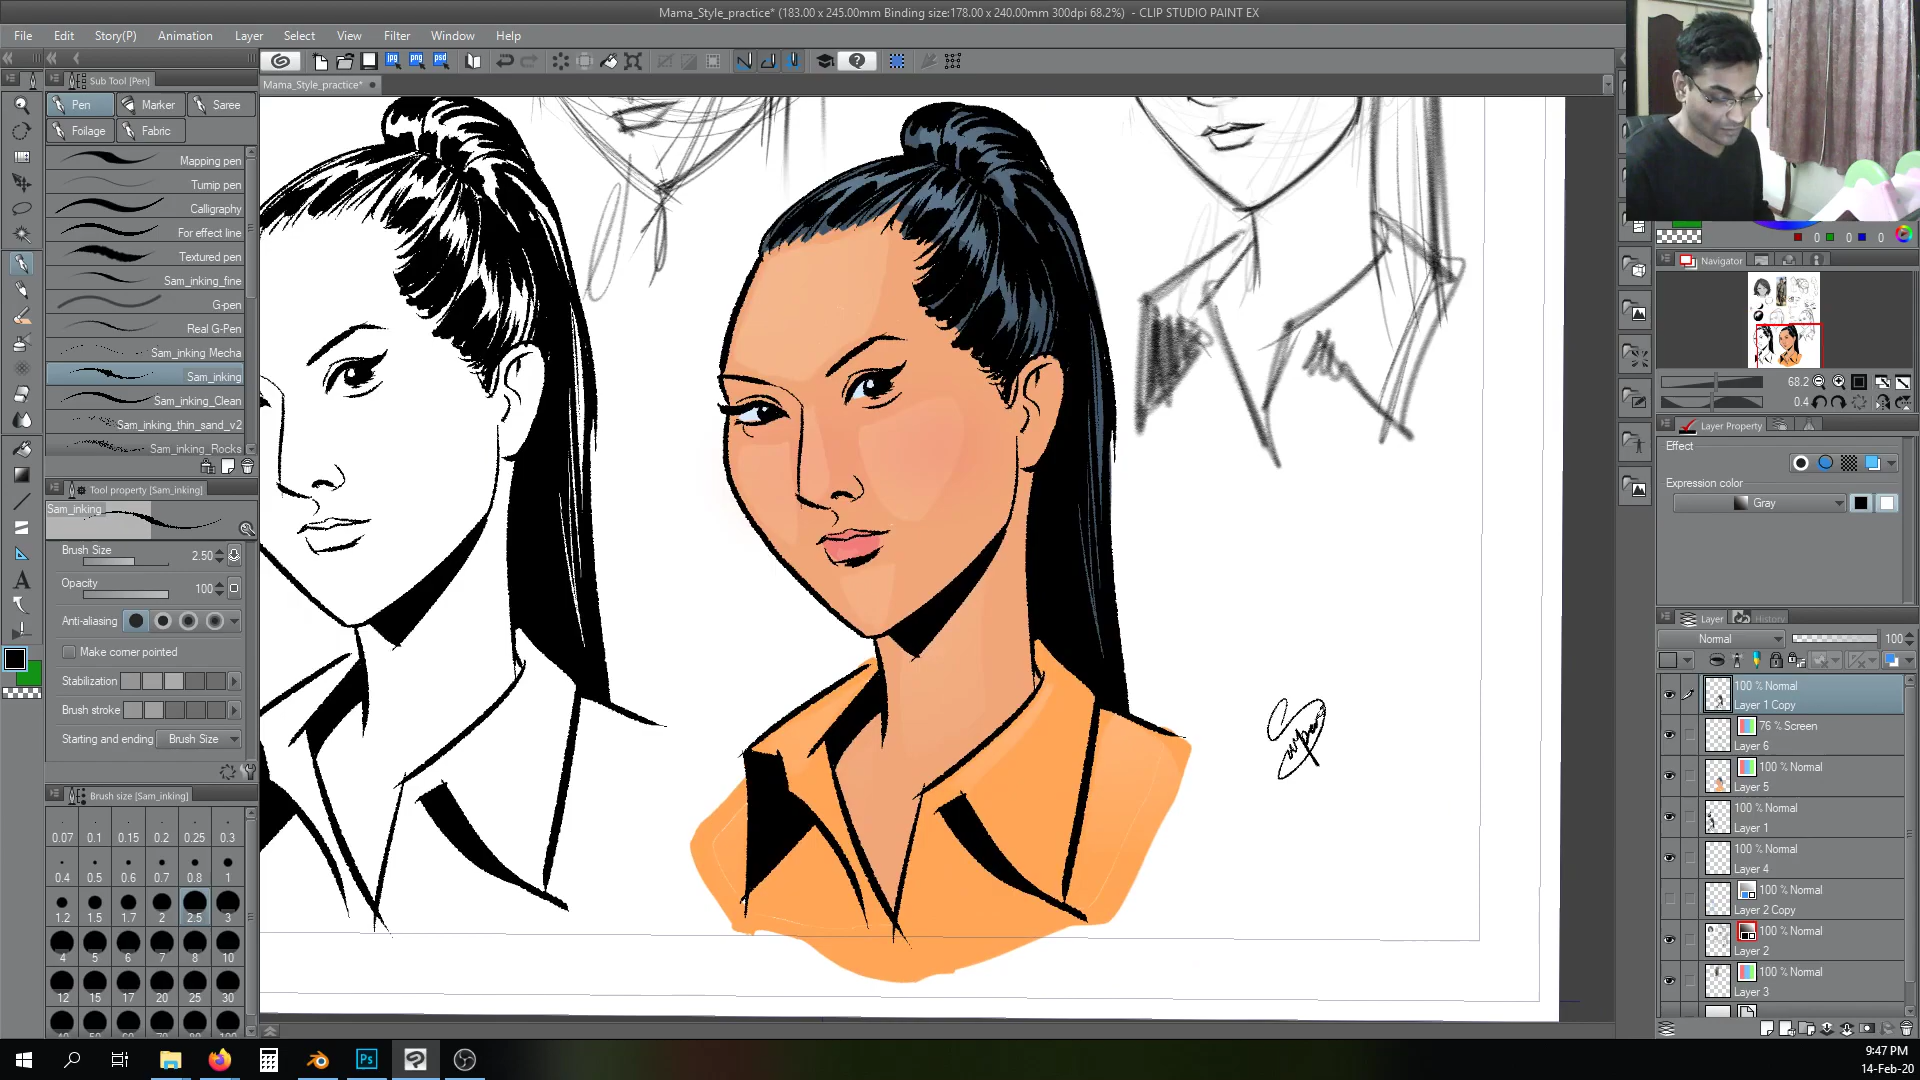 Mama_Style_practice* (183.00 x 245.00mm Binding size:178.00 x 240.00mm 300dpi 68.2%) - CLIP STUDIO PAINT EX
File Edit Story(P) Animation Layer Select View Filter Window Help
Sub Tool [Pen]
jpg png psd
Mama_Style_practice*
Pen Marker Saree
Foilage Fabric
Mapping pen
Turnip pen
Calligraphy
For effect line
Textured pen
Sam_inking_fine
G-pen
Real G-Pen
Sam_inking Mecha
Sam_inking
Sam_inking_Clean
Sam_inking_thin_sand_v2
Sam_inking_Rocks
Tool property [Sam_inking]
Sam_inking
Brush Size 2.50
Opacity 100
Anti-aliasing
Make corner pointed
Stabilization
Brush stroke
Starting and ending Brush Size
Brush size [Sam_inking]
0.07 0.1 0.15 0.2 0.25 0.3
0.4 0.5 0.6 0.7 0.8 1
1.2 1.5 1.7 2 2.5 3
4 5 6 7 8 10
12 15 17 20 25 30
0 0 0
Navigator
68.2
0.4
Layer Property
Effect
Expression color
Gray
Layer History
Normal 100
100 % Normal
Layer 1 Copy
76 % Screen
Layer 6
100 % Normal
Layer 5
100 % Normal
Layer 1
100 % Normal
Layer 4
100 % Normal
Layer 2 Copy
100 % Normal
Layer 2
100 % Normal
Layer 3
Ps
9:47 PM
14-Feb-20